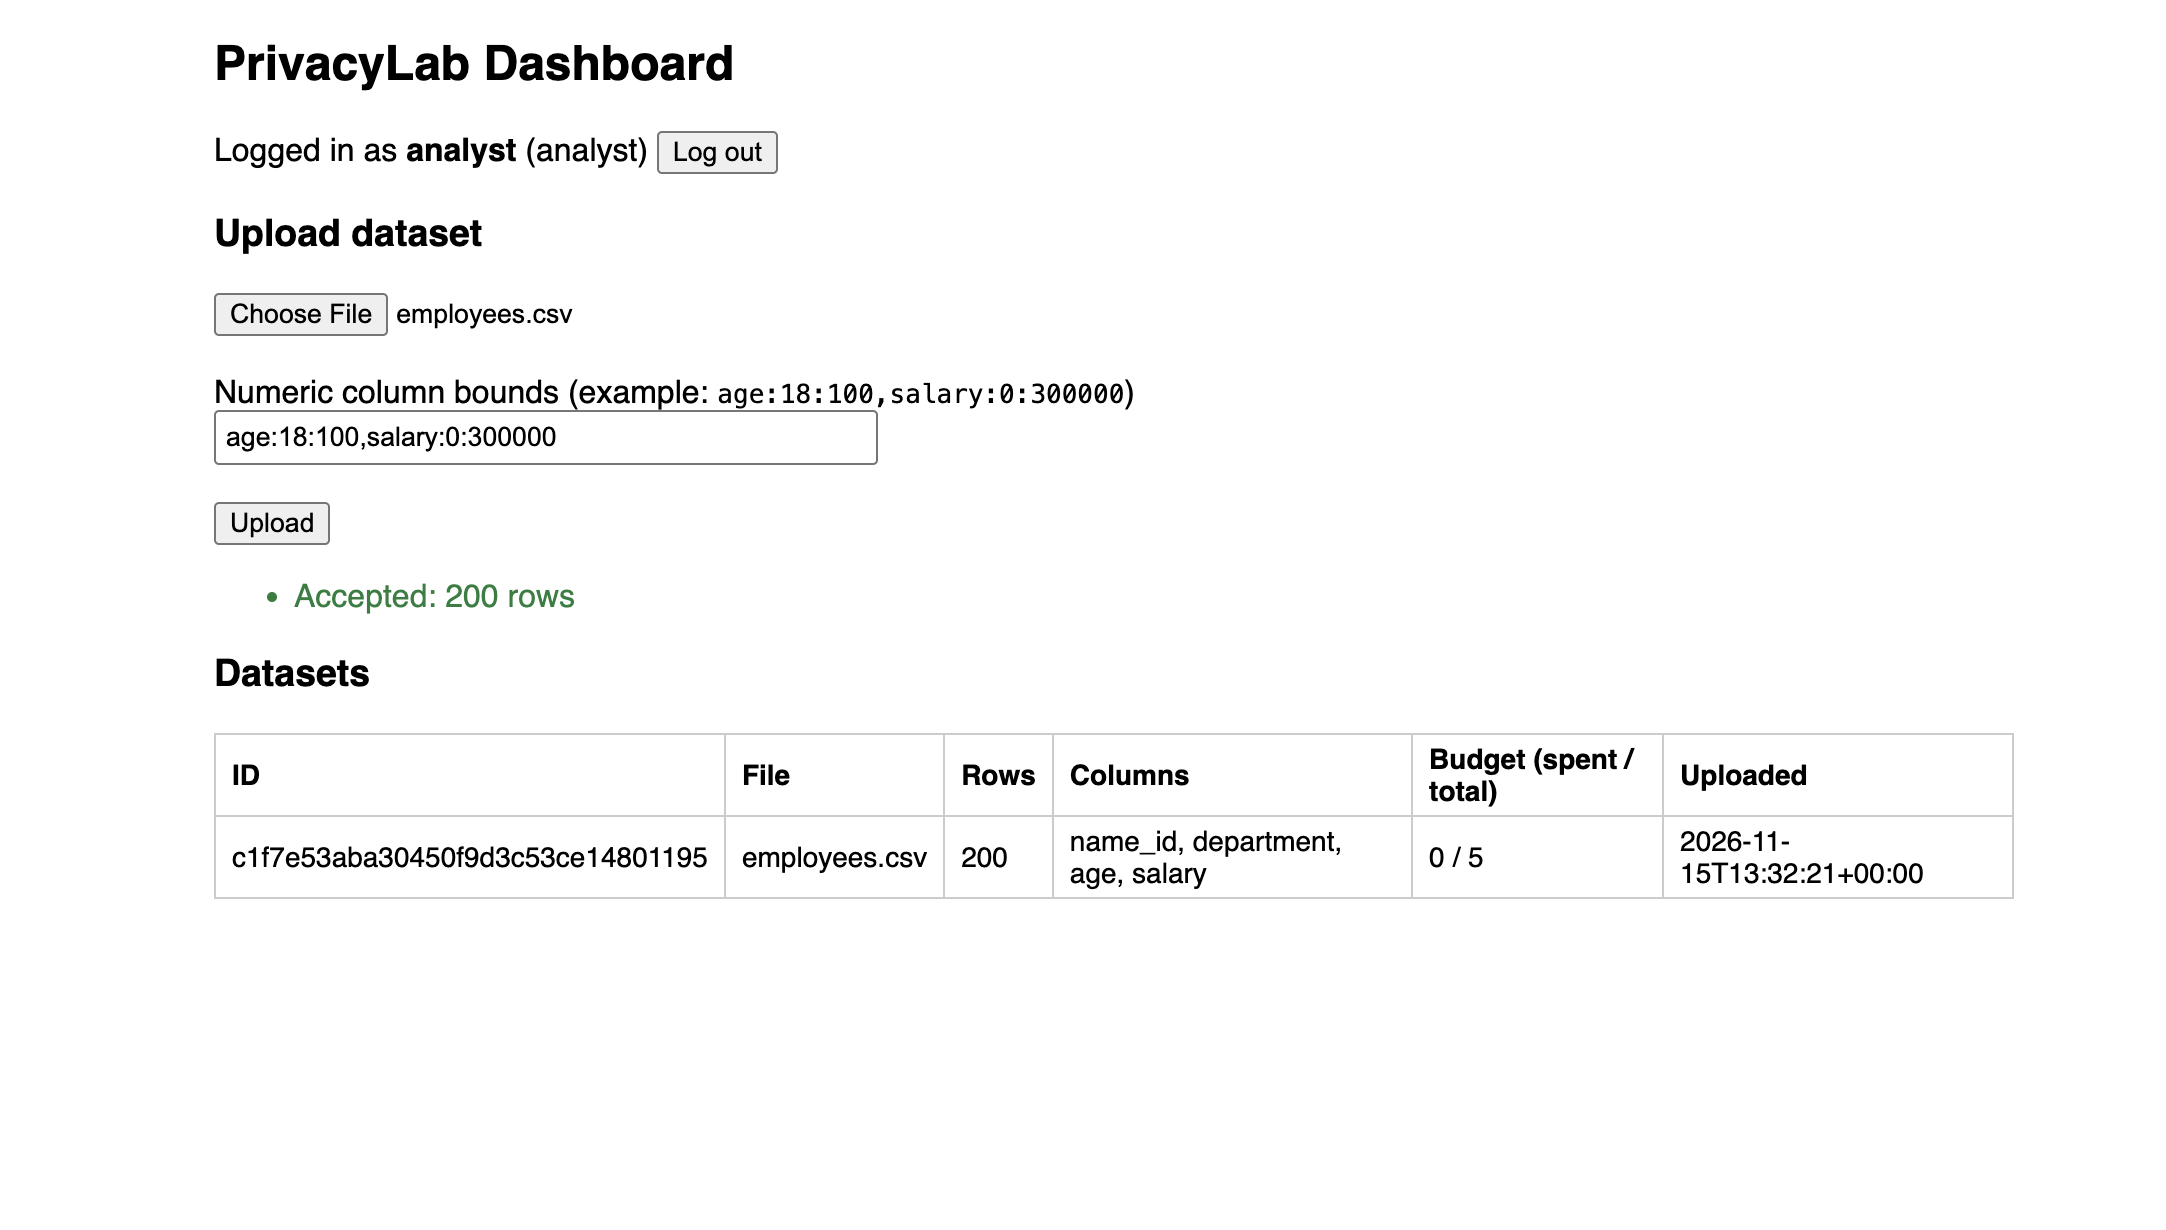 PrivacyLab Dashboard
Logged in as analyst (analyst) Log out
Upload dataset
Choose File employees.csv
Numeric column bounds (example: age:18:100,salary:0:300000)
age:18:100,salary:0:300000
Upload
• Accepted: 200 rows
Datasets
ID File Rows Columns Budget (spent / total) Uploaded
c1f7e53aba30450f9d3c53ce14801195 employees.csv 200 name_id, department, age, salary 0 / 5 2026-11-15T13:32:21+00:00